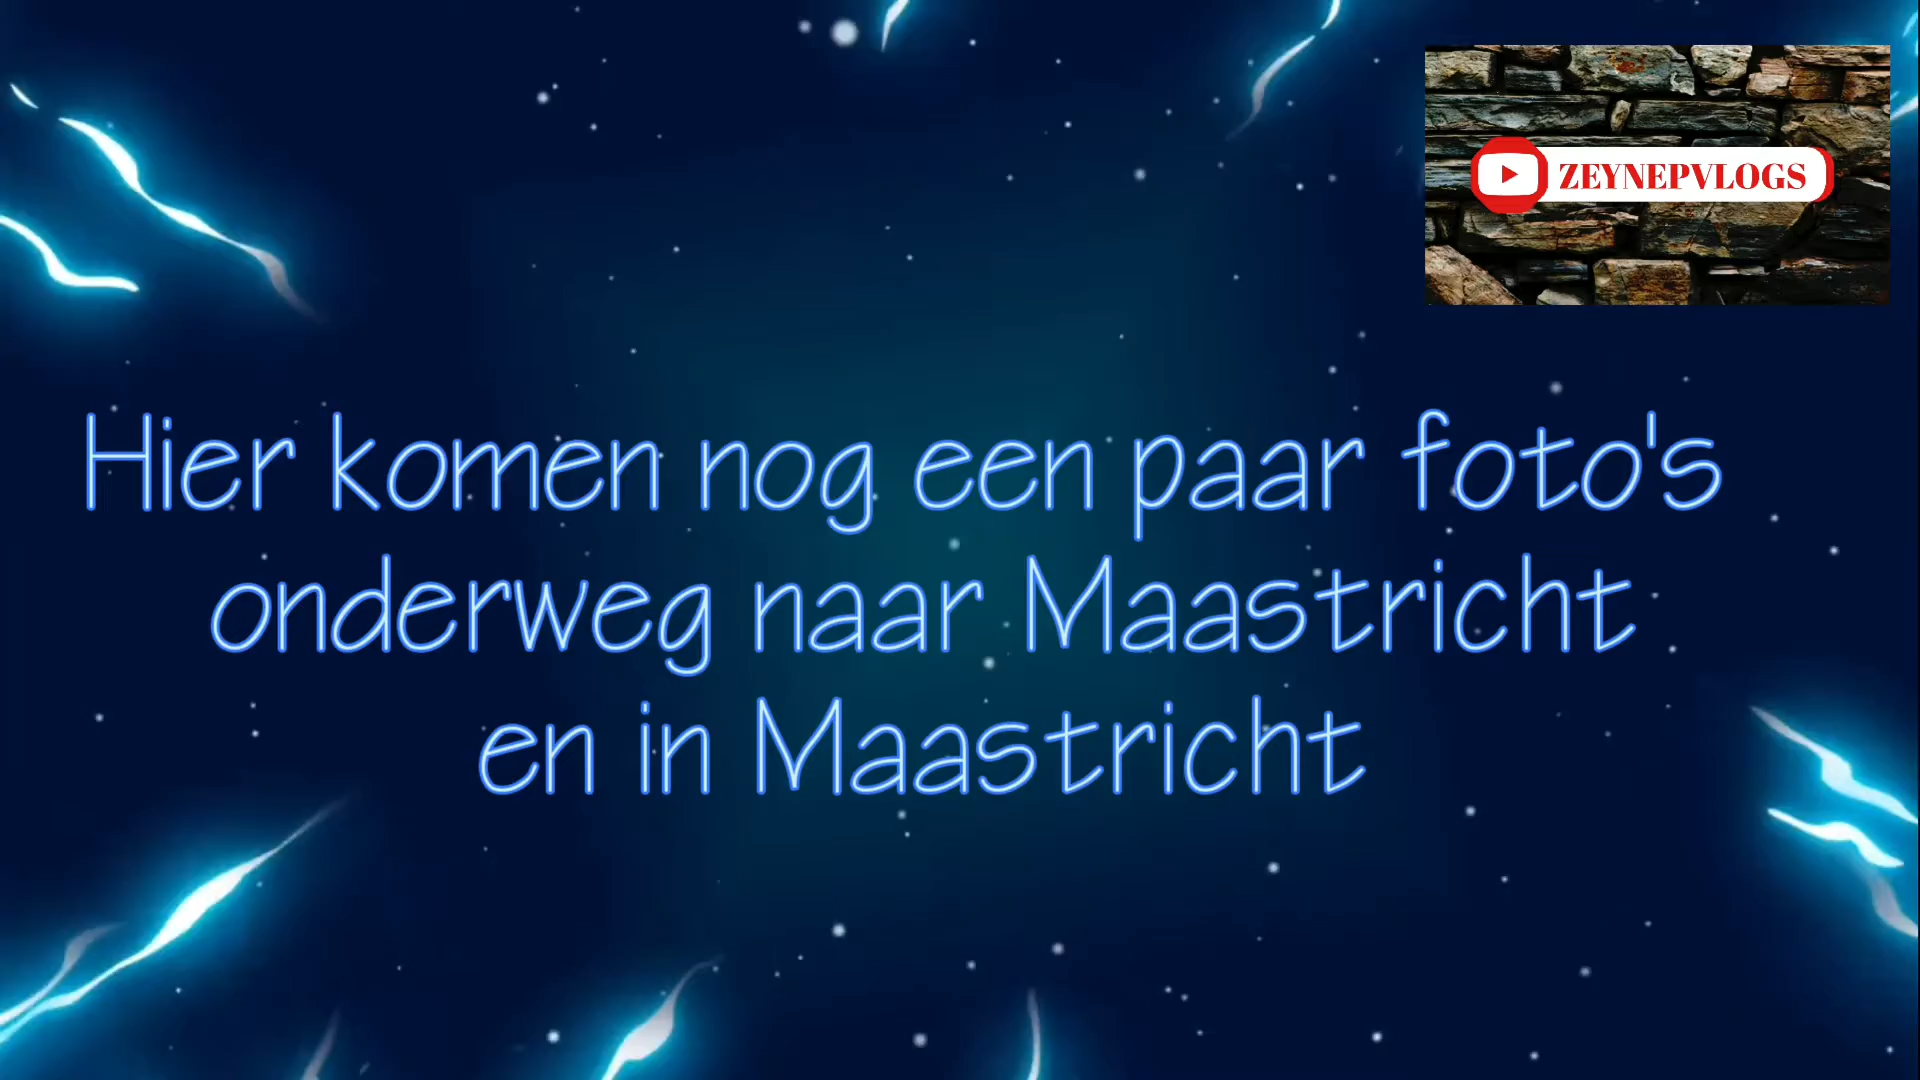 ZEYNEPVLOGS
Hier komen nog een paar foto's
onderweg naar Maastricht
en in Maastricht